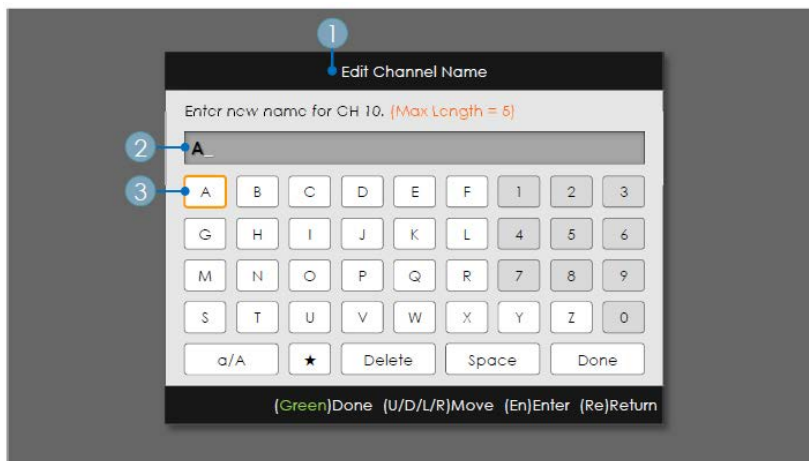 1
Edit Channel Name
Enter new name for CH 10. (Max Length = 5)
2 A_
3 A B C D E F 1 2 3
G H I J K L 4 5 6
M N O P Q R 7 8 9
S T U V W X Y Z 0
a/A ★ Delete Space Done
(Green)Done (U/D/L/R)Move (En)Enter (Re)Return